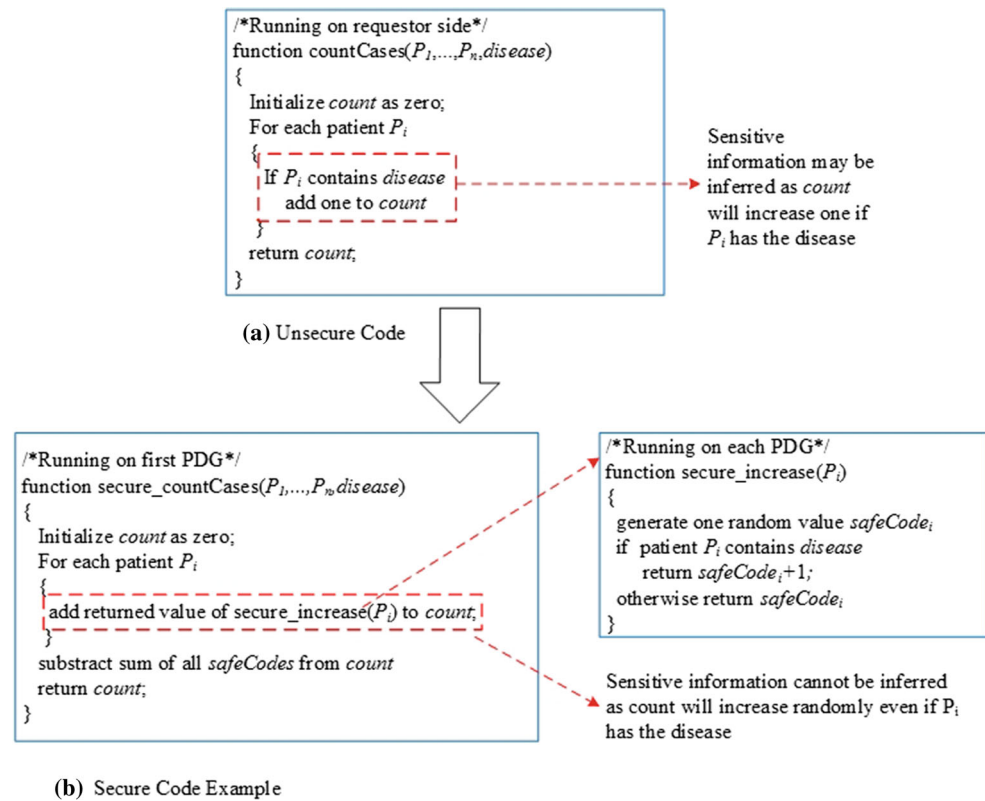 /*Running on requestor side*/
function countCases(P1,...,Pn,disease)
{
Initialize count as zero;
For each patient Pi
{
If Pi contains disease
add one to count
}
return count;
}
Sensitive
information may be
inferred as count
will increase one if
Pi has the disease
(a) Unsecure Code
/*Running on first PDG*/
function secure_countCases(P1,...,Pn,disease)
{
Initialize count as zero;
For each patient Pi
{
add returned value of secure_increase(Pi) to count;
}
substract sum of all safeCodes from count
return count;
}
/*Running on each PDG*/
function secure_increase(Pi)
{
generate one random value safeCodei
if patient Pi contains disease
return safeCodei+1;
otherwise return safeCodei
}
Sensitive information cannot be inferred
as count will increase randomly even if Pi
has the disease
(b) Secure Code Example